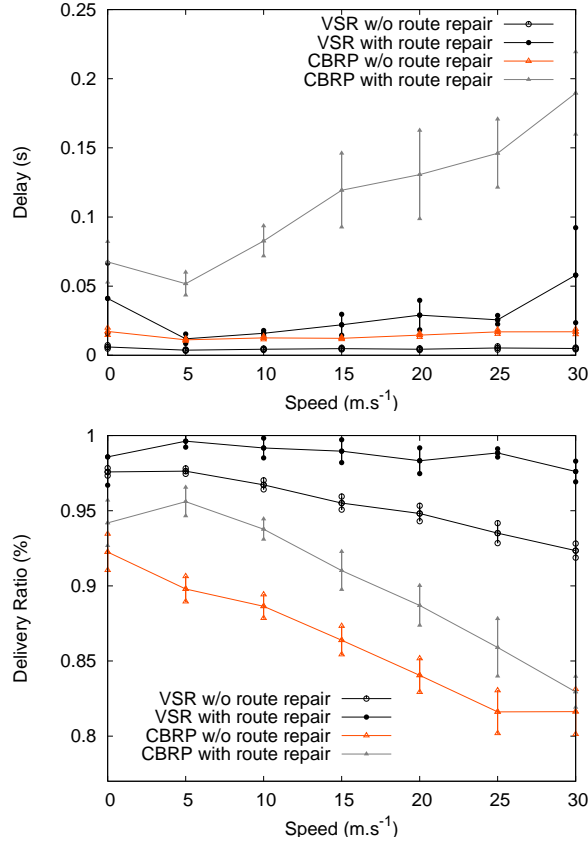 0.25
0.2
0.15
0.1
0.05
0
Delay (s)
VSR w/o route repair
VSR with route repair
CBRP w/o route repair
CBRP with route repair
0 5 10 15 20 25 30
Speed (m.s⁻¹)
1
0.95
0.9
0.85
0.8
Delivery Ratio (%)
VSR w/o route repair
VSR with route repair
CBRP w/o route repair
CBRP with route repair
0 5 10 15 20 25 30
Speed (m.s⁻¹)